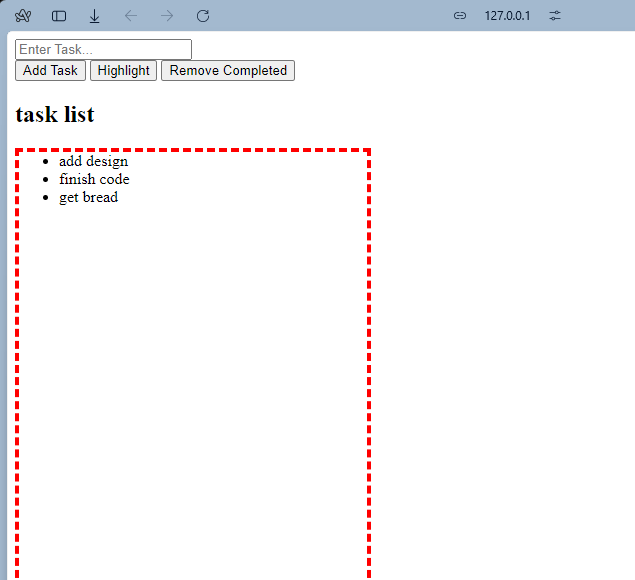 127.0.0.1
Enter Task...
Add Task Highlight Remove Completed
task list
add design
finish code
get bread